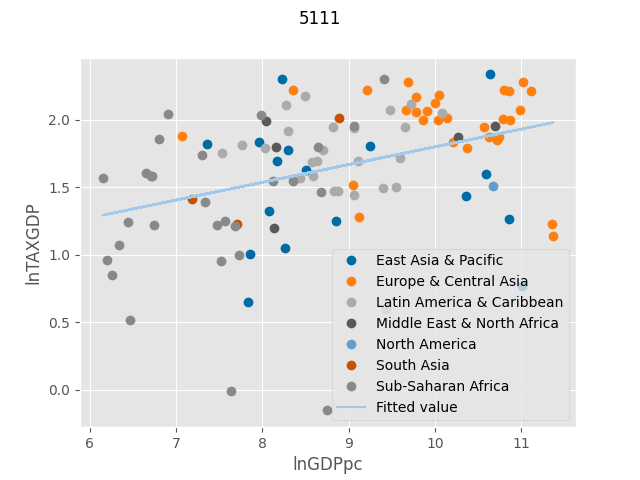 5111
lnTAXGDP
2.0
1.5
1.0
0.5
0.0
East Asia & Pacific
Europe & Central Asia
Latin America & Caribbean
Middle East & North Africa
North America
South Asia
Sub-Saharan Africa
Fitted value
6 7 8 9 10 11
lnGDPpc